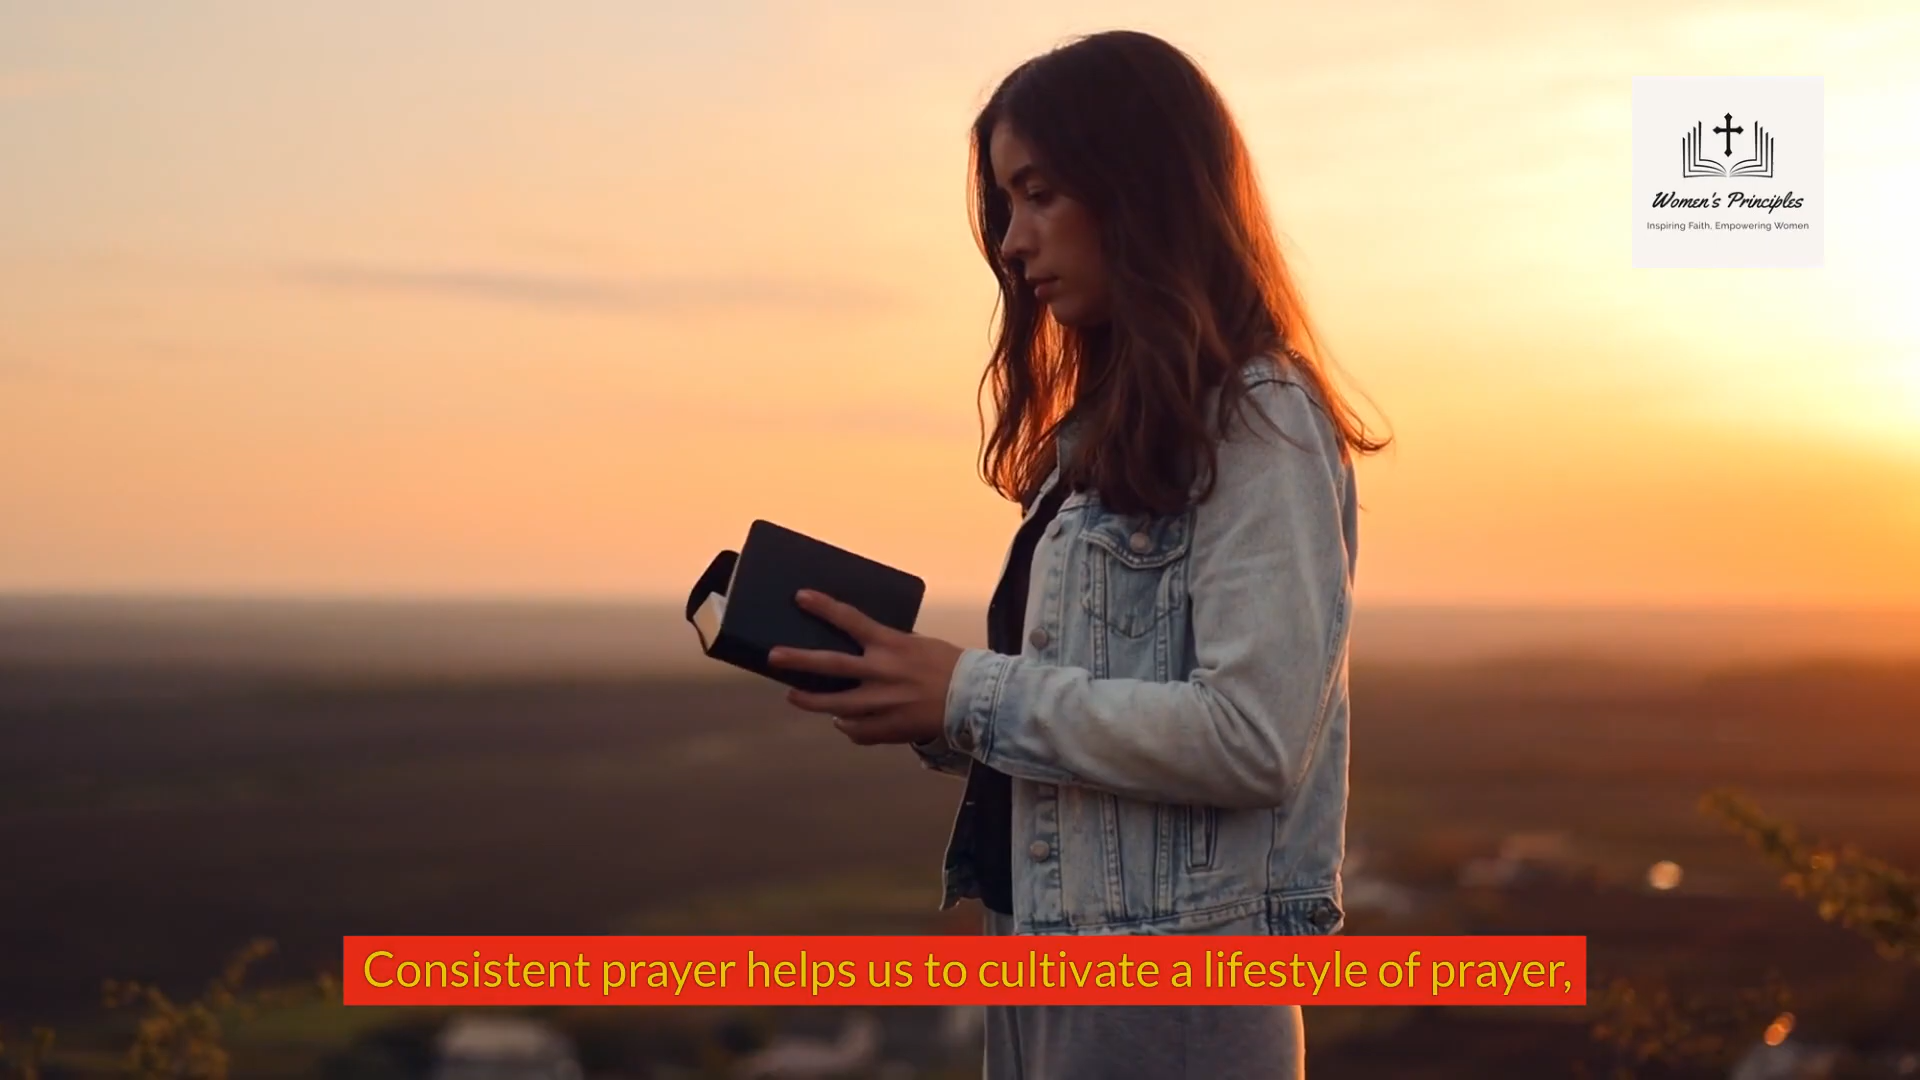 Women's Principles
Inspiring Faith, Empowering Women
Consistent prayer helps us to cultivate a lifestyle of prayer,